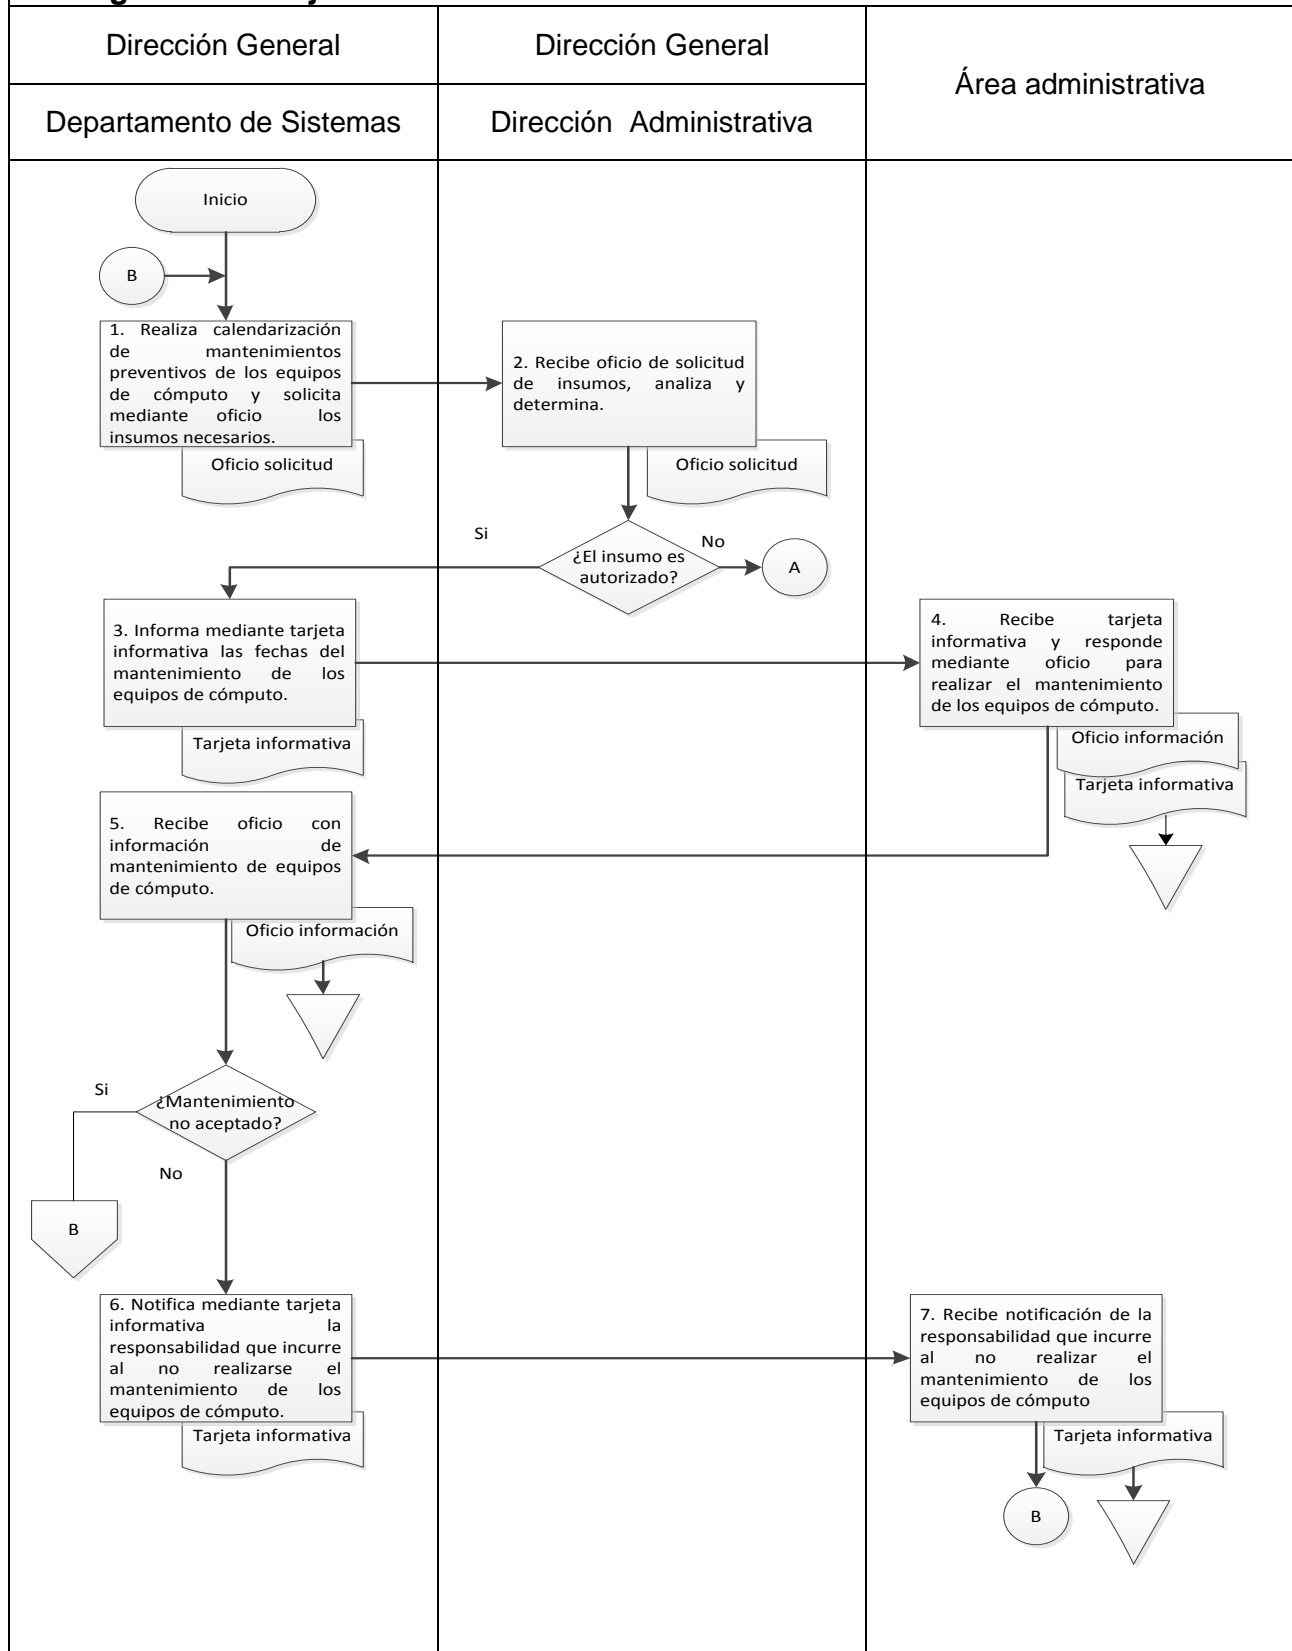 Dirección General
Dirección General
Área administrativa
Departamento de Sistemas
Dirección Administrativa
Inicio
B
1. Realiza calendarización
de mantenimientos
preventivos de los equipos
de cómputo y solicita
mediante oficio los
insumos necesarios.
Oficio solicitud
2. Recibe oficio de solicitud
de insumos, analiza y
determina.
Oficio solicitud
Si
¿El insumo es
autorizado?
No
A
3. Informa mediante tarjeta
informativa las fechas del
mantenimiento de los
equipos de cómputo.
Tarjeta informativa
4. Recibe tarjeta
informativa y responde
mediante oficio para
realizar el mantenimiento
de los equipos de cómputo.
Oficio información
Tarjeta informativa
5. Recibe oficio con
información de
mantenimiento de equipos
de cómputo.
Oficio información
Si
¿Mantenimiento
no aceptado?
No
B
6. Notifica mediante tarjeta
informativa la
responsabilidad que incurre
al no realizarse el
mantenimiento de los
equipos de cómputo.
Tarjeta informativa
7. Recibe notificación de la
responsabilidad que incurre
al no realizar el
mantenimiento de los
equipos de cómputo
Tarjeta informativa
B